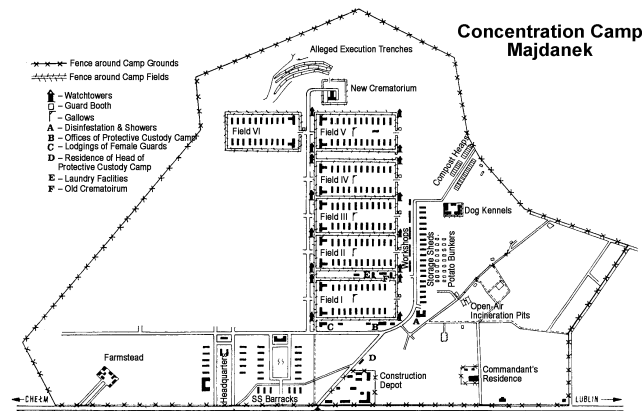 Concentration Camp
Majdanek
Alleged Execution Trenches
Fence around Camp Grounds
Fence around Camp Fields
– Watchtowers
– Guard Booth
– Gallows
A – Disinfestation & Showers
B – Offices of Protective Custody Camp
C – Lodgings of Female Guards
D – Residence of Head of
Protective Custody Camp
E – Laundry Facilities
F – Old Crematoirum
New Crematorium
Field VI
Field V
Field IV
Field III
Field II
Field I
Compost Heaps
Dog Kennels
Workshops
Storage Sheds
Potato Bunkers
Open Air
Incineration Pits
E
C
B
A
D
Farmstead
Headquarter
SS Barracks
Construction
Depot
Commandant's
Residence
CHEŁM
LUBLIN